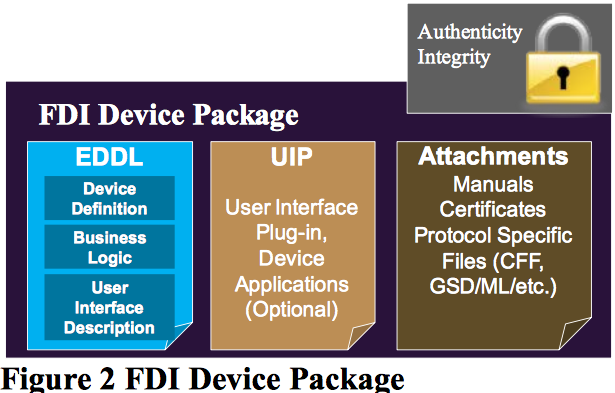 Authenticity
Integrity
FDI Device Package
EDDL
Device
Definition
Business
Logic
User
Interface
Description
UIP
User Interface
Plug-in,
Device
Applications
(Optional)
Attachments
Manuals
Certificates
Protocol Specific
Files (CFF,
GSD/ML/etc.)
Figure 2 FDI Device Package